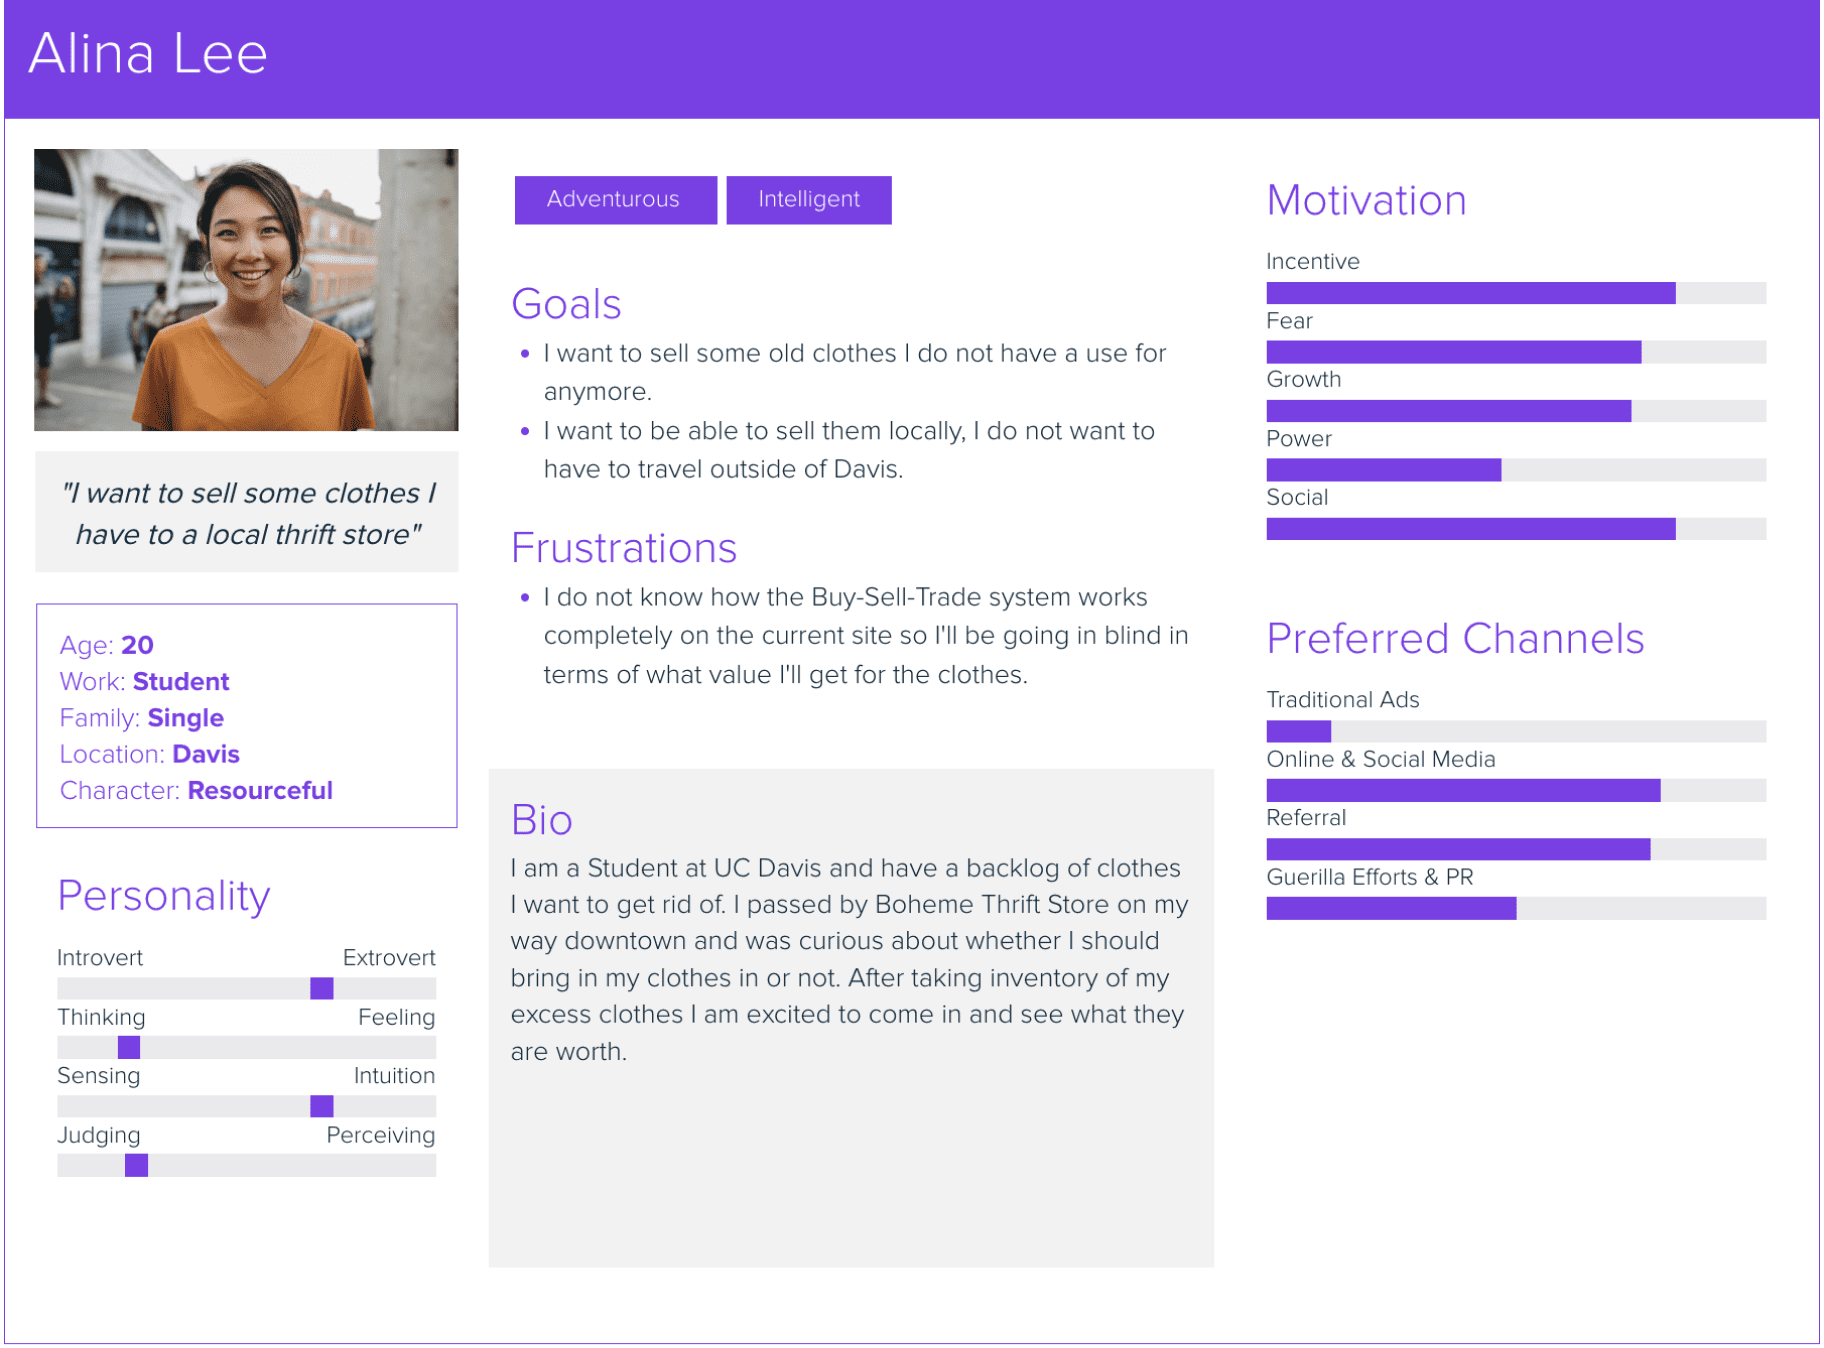 Alina Lee
"I want to sell some clothes I
have to a local thrift store"
Age: 20
Work: Student
Family: Single
Location: Davis
Character: Resourceful
Personality
Introvert Extrovert
Thinking Feeling
Sensing Intuition
Judging Perceiving
Adventurous Intelligent
Goals
• I want to sell some old clothes I do not have a use for
anymore.
• I want to be able to sell them locally, I do not want to
have to travel outside of Davis.
Frustrations
• I do not know how the Buy-Sell-Trade system works
completely on the current site so I'll be going in blind in
terms of what value I'll get for the clothes.
Bio
I am a Student at UC Davis and have a backlog of clothes
I want to get rid of. I passed by Boheme Thrift Store on my
way downtown and was curious about whether I should
bring in my clothes in or not. After taking inventory of my
excess clothes I am excited to come in and see what they
are worth.
Motivation
Incentive
Fear
Growth
Power
Social
Preferred Channels
Traditional Ads
Online & Social Media
Referral
Guerilla Efforts & PR